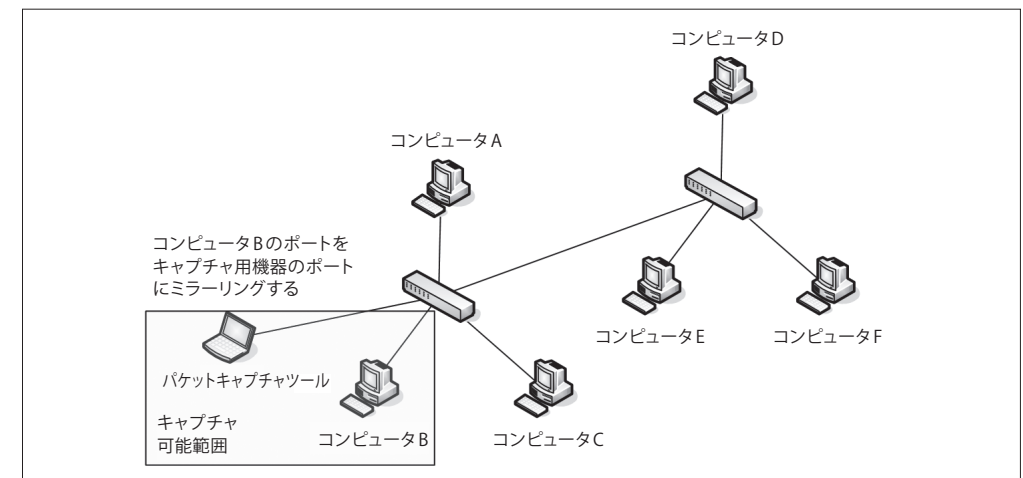 コンピュータD
コンピュータA
コンピュータBのポートを
キャプチャ用機器のポート
にミラーリングする
コンピュータE
コンピュータF
パケットキャプチャツール
キャプチャ
可能範囲
コンピュータB
コンピュータC